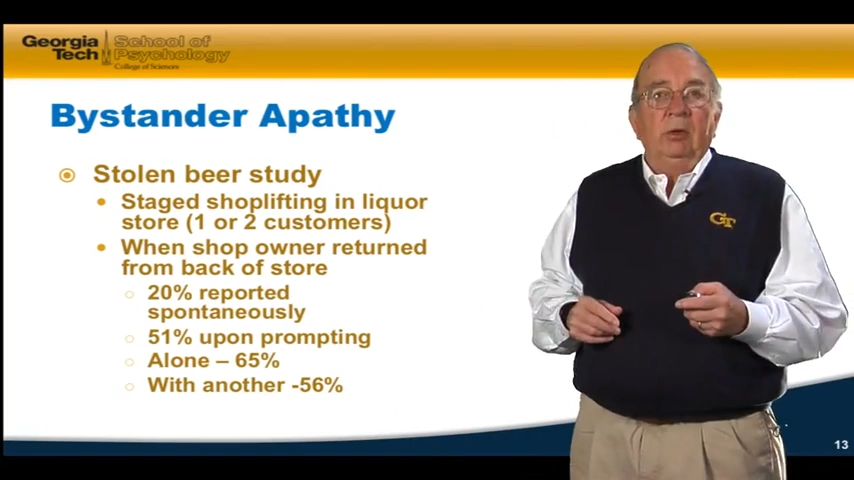 Georgia Tech
School of Psychology
College of Sciences
Bystander Apathy
Stolen beer study
Staged shoplifting in liquor
store (1 or 2 customers)
When shop owner returned
from back of store
20% reported
spontaneously
51% upon prompting
Alone – 65%
With another -56%
GT
13